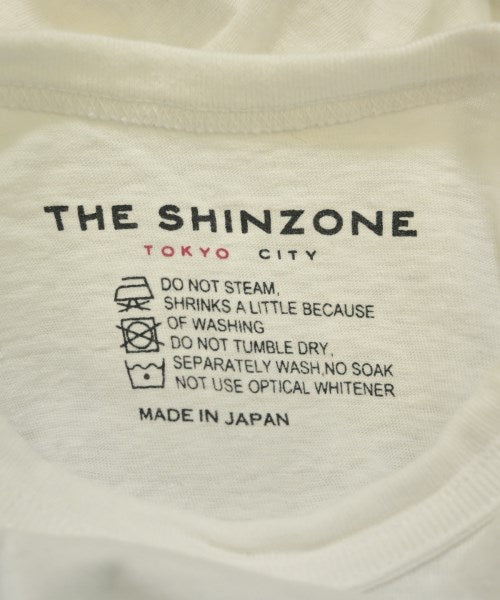 THE SHINZONE
TOKYO CITY
DO NOT STEAM,
SHRINKS A LITTLE BECAUSE
OF WASHING
DO NOT TUMBLE DRY,
SEPARATELY WASH,NO SOAK
NOT USE OPTICAL WHITENER
MADE IN JAPAN